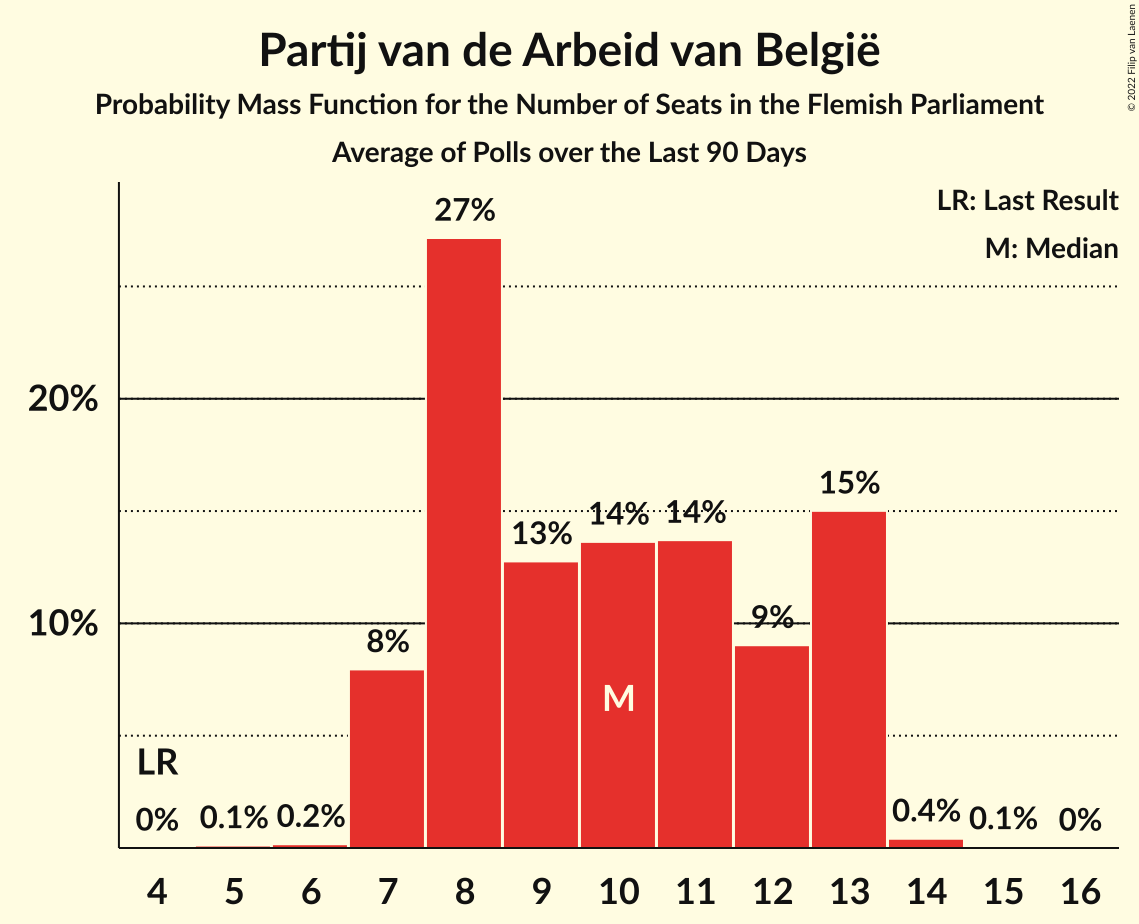 Partij van de Arbeid van België
Probability Mass Function for the Number of Seats in the Flemish Parliament
Average of Polls over the Last 90 Days
© 2022 Filip van Laenen
LR: Last Result
M: Median
27%
20%
15%
14%
14%
13%
10%
9%
8%
M
LR
0%
0.1%
0.2%
0.4%
0.1%
0%
4 5 6 7 8 9 10 11 12 13 14 15 16